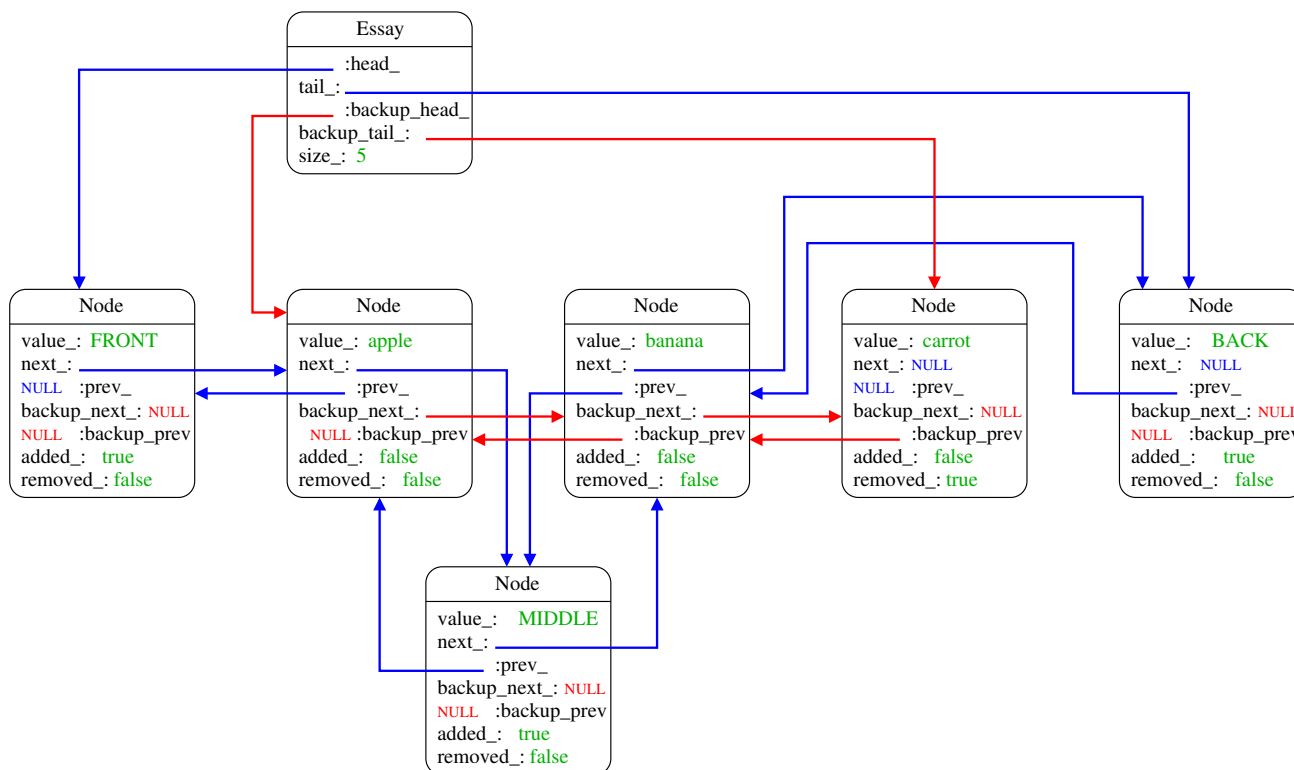 Essay
:head_
tail_:
:backup_head_
backup_tail_:
size_: 5
Node
value_: FRONT
next_:
NULL :prev_
backup_next_: NULL
NULL :backup_prev
added_: true
removed_: false
Node
value_: apple
next_:
:prev_
backup_next_:
NULL :backup_prev
added_: false
removed_: false
Node
value_: banana
next_:
:prev_
backup_next_:
:backup_prev
added_: false
removed_: false
Node
value_: carrot
next_: NULL
NULL :prev_
backup_next_: NULL
:backup_prev
added_: false
removed_: true
Node
value_: BACK
next_: NULL
:prev_
backup_next_: NULL
NULL :backup_prev
added_: true
removed_: false
Node
value_: MIDDLE
next_:
:prev_
backup_next_: NULL
NULL :backup_prev
added_: true
removed_: false